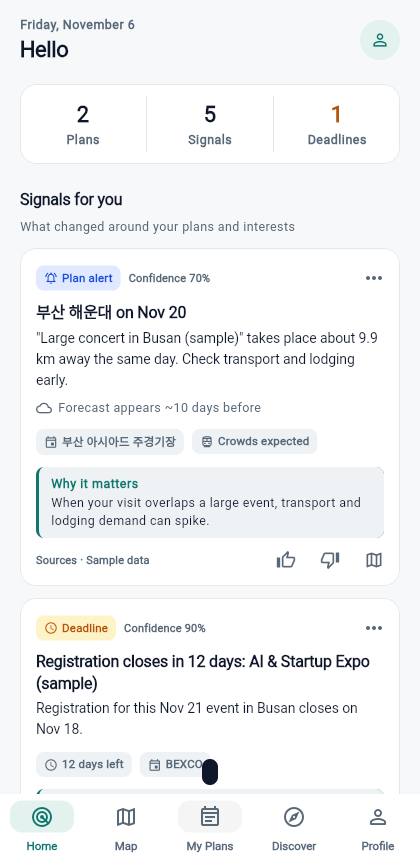 Friday, November 6
Hello
2
Plans
5
Signals
1
Deadlines
Signals for you
What changed around your plans and interests
Plan alert
Confidence 70%
부산 해운대 on Nov 20
"Large concert in Busan (sample)" takes place about 9.9
km away the same day. Check transport and lodging
early.
Forecast appears ~10 days before
부산 아시아드 주경기장
Crowds expected
Why it matters
When your visit overlaps a large event, transport and
lodging demand can spike.
Sources · Sample data
Deadline
Confidence 90%
Registration closes in 12 days: AI & Startup Expo
(sample)
Registration for this Nov 21 event in Busan closes on
Nov 18.
12 days left
BEXCO
Home
Map
My Plans
Discover
Profile